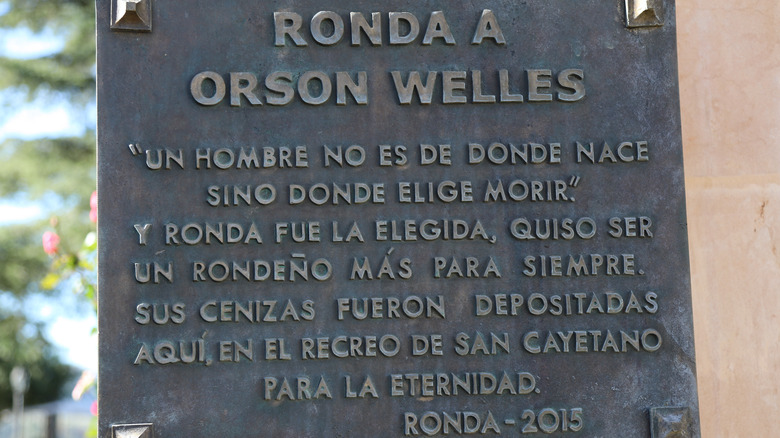 RONDA A
ORSON WELLES
"UN HOMBRE NO ES DE DONDE NACE
SINO DONDE ELIGE MORIR."
Y RONDA FUE LA ELEGIDA, QUISO SER
UN RONDEÑO MÁS PARA SIEMPRE.
SUS CENIZAS FUERON DEPOSITADAS
AQUÍ, EN EL RECREO DE SAN CAYETANO
PARA LA ETERNIDAD.
RONDA - 2015